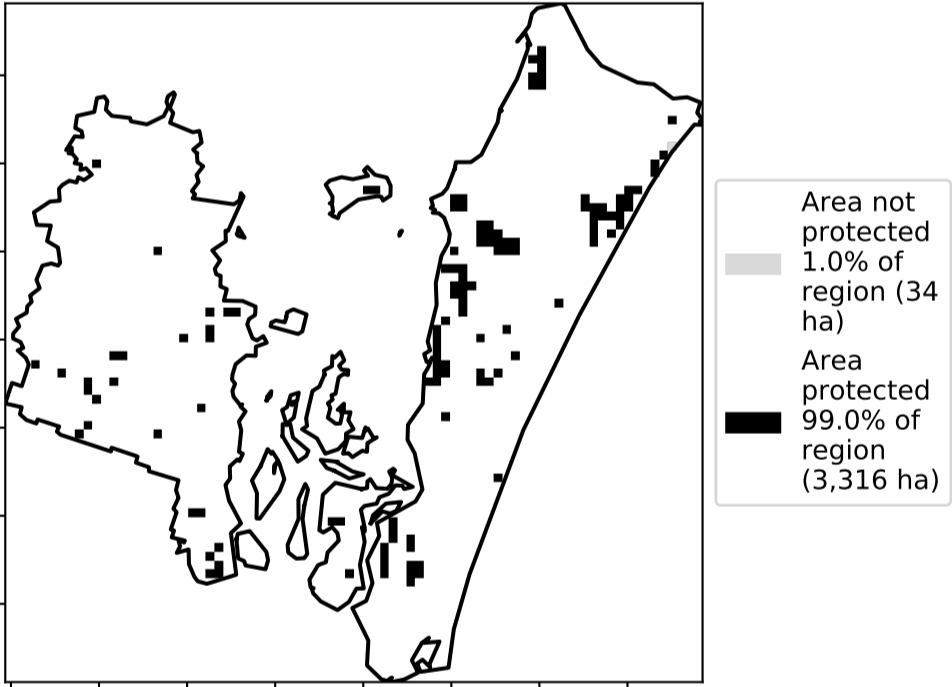 Area not
protected
1.0% of
region (34
ha)
Area
protected
99.0% of
region
(3,316 ha)